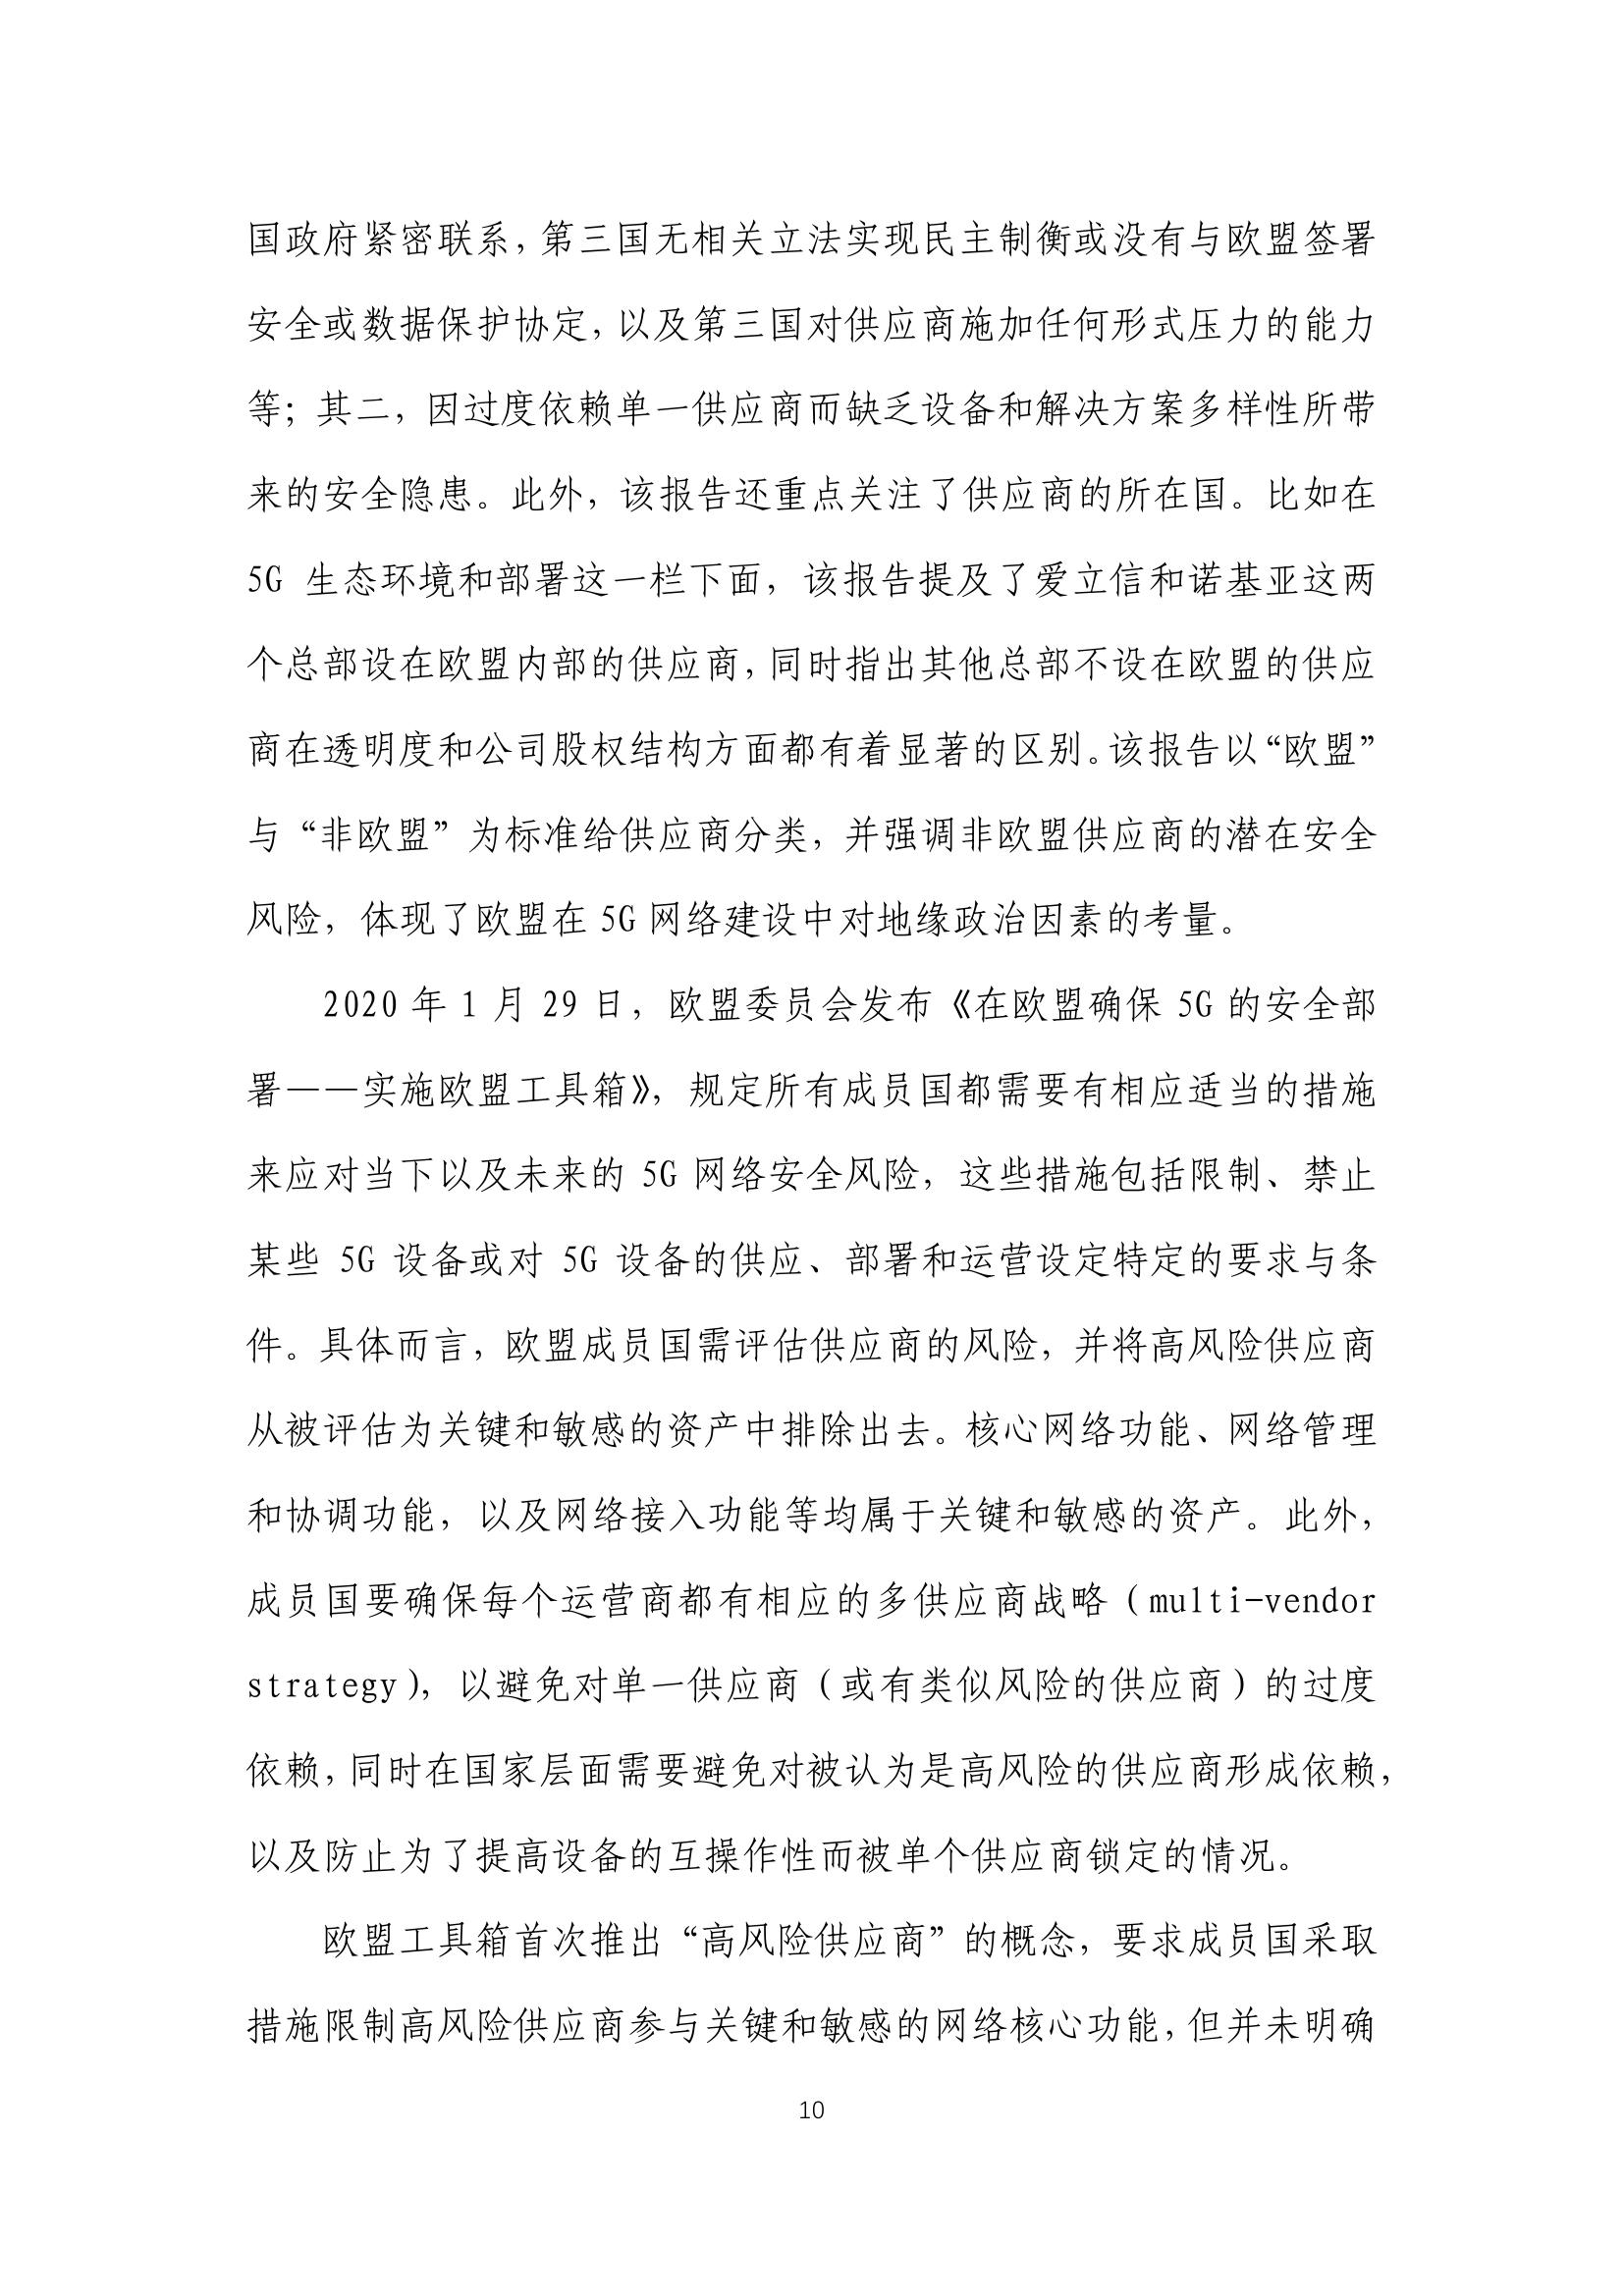 国政府紧密联系，第三国无相关立法实现民主制衡或没有与欧盟签署
安全或数据保护协定，以及第三国对供应商施加任何形式压力的能力
等；其二，因过度依赖单一供应商而缺乏设备和解决方案多样性所带
来的安全隐患。此外，该报告还重点关注了供应商的所在国。比如在
5G 生态环境和部署这一栏下面，该报告提及了爱立信和诺基亚这两
个总部设在欧盟内部的供应商，同时指出其他总部不设在欧盟的供应
商在透明度和公司股权结构方面都有着显著的区别。该报告以“欧盟”
与“非欧盟”为标准给供应商分类，并强调非欧盟供应商的潜在安全
风险，体现了欧盟在 5G 网络建设中对地缘政治因素的考量。
2020 年 1 月 29 日，欧盟委员会发布《在欧盟确保 5G 的安全部
署——实施欧盟工具箱》，规定所有成员国都需要有相应适当的措施
来应对当下以及未来的 5G 网络安全风险，这些措施包括限制、禁止
某些 5G 设备或对 5G 设备的供应、部署和运营设定特定的要求与条
件。具体而言，欧盟成员国需评估供应商的风险，并将高风险供应商
从被评估为关键和敏感的资产中排除出去。核心网络功能、网络管理
和协调功能，以及网络接入功能等均属于关键和敏感的资产。此外，
成员国要确保每个运营商都有相应的多供应商战略（multi-vendor
strategy），以避免对单一供应商（或有类似风险的供应商）的过度
依赖，同时在国家层面需要避免对被认为是高风险的供应商形成依赖，
以及防止为了提高设备的互操作性而被单个供应商锁定的情况。
欧盟工具箱首次推出“高风险供应商”的概念，要求成员国采取
措施限制高风险供应商参与关键和敏感的网络核心功能，但并未明确
10